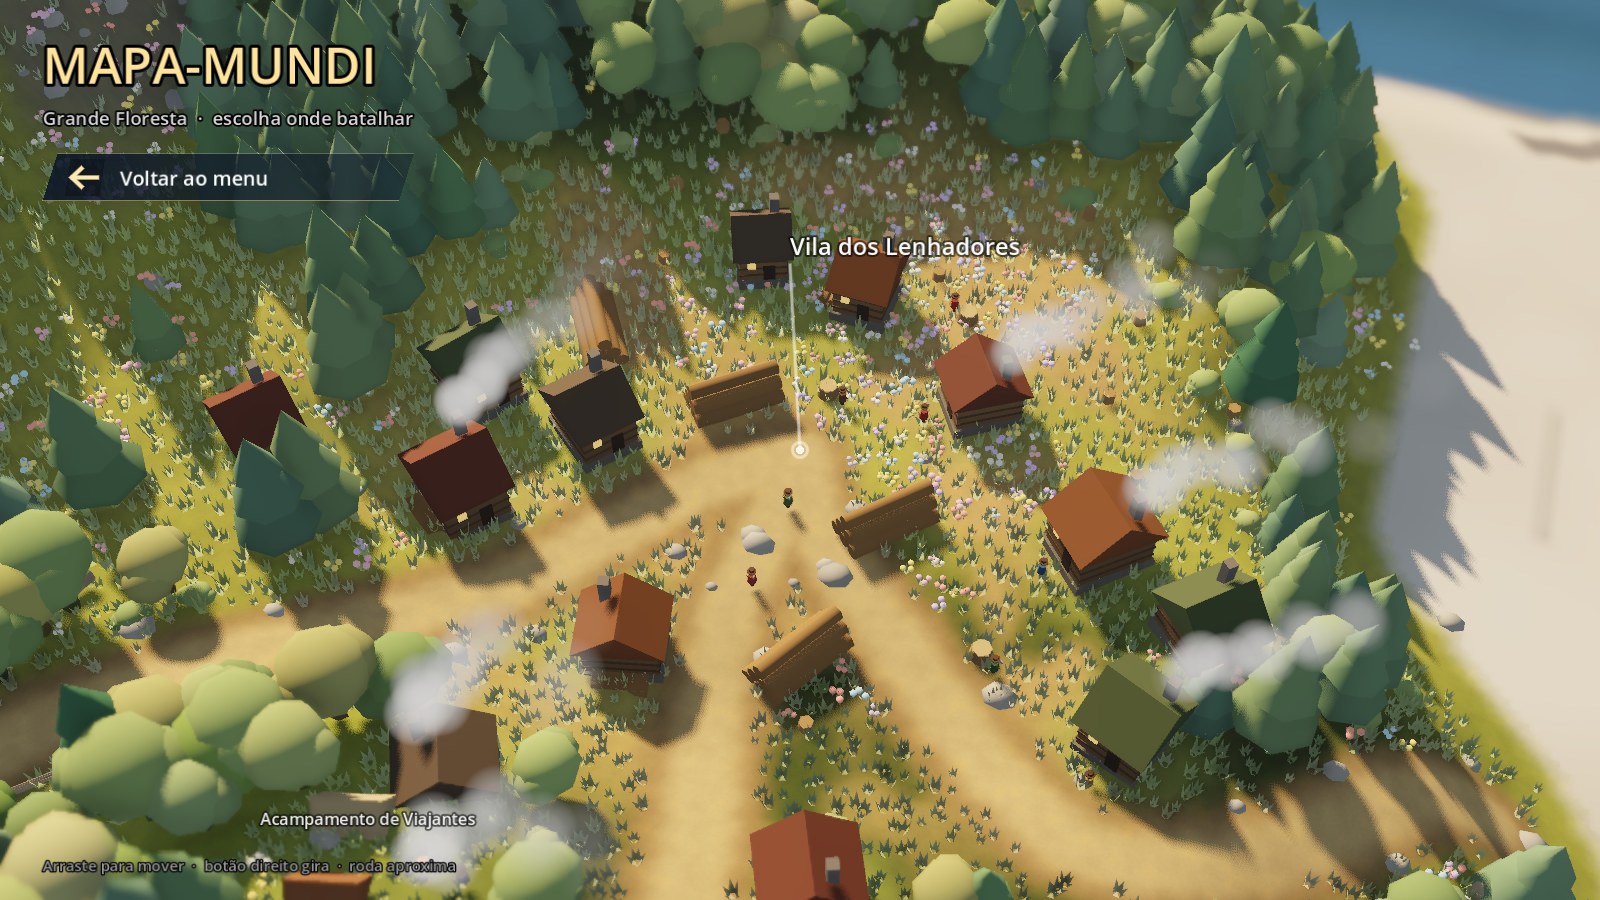 MAPA-MUNDI
Grande Floresta · escolha onde batalhar
Voltar ao menu
Vila dos Lenhadores
Acampamento de Viajantes
Arraste para mover · botão direito gira · roda aproxima